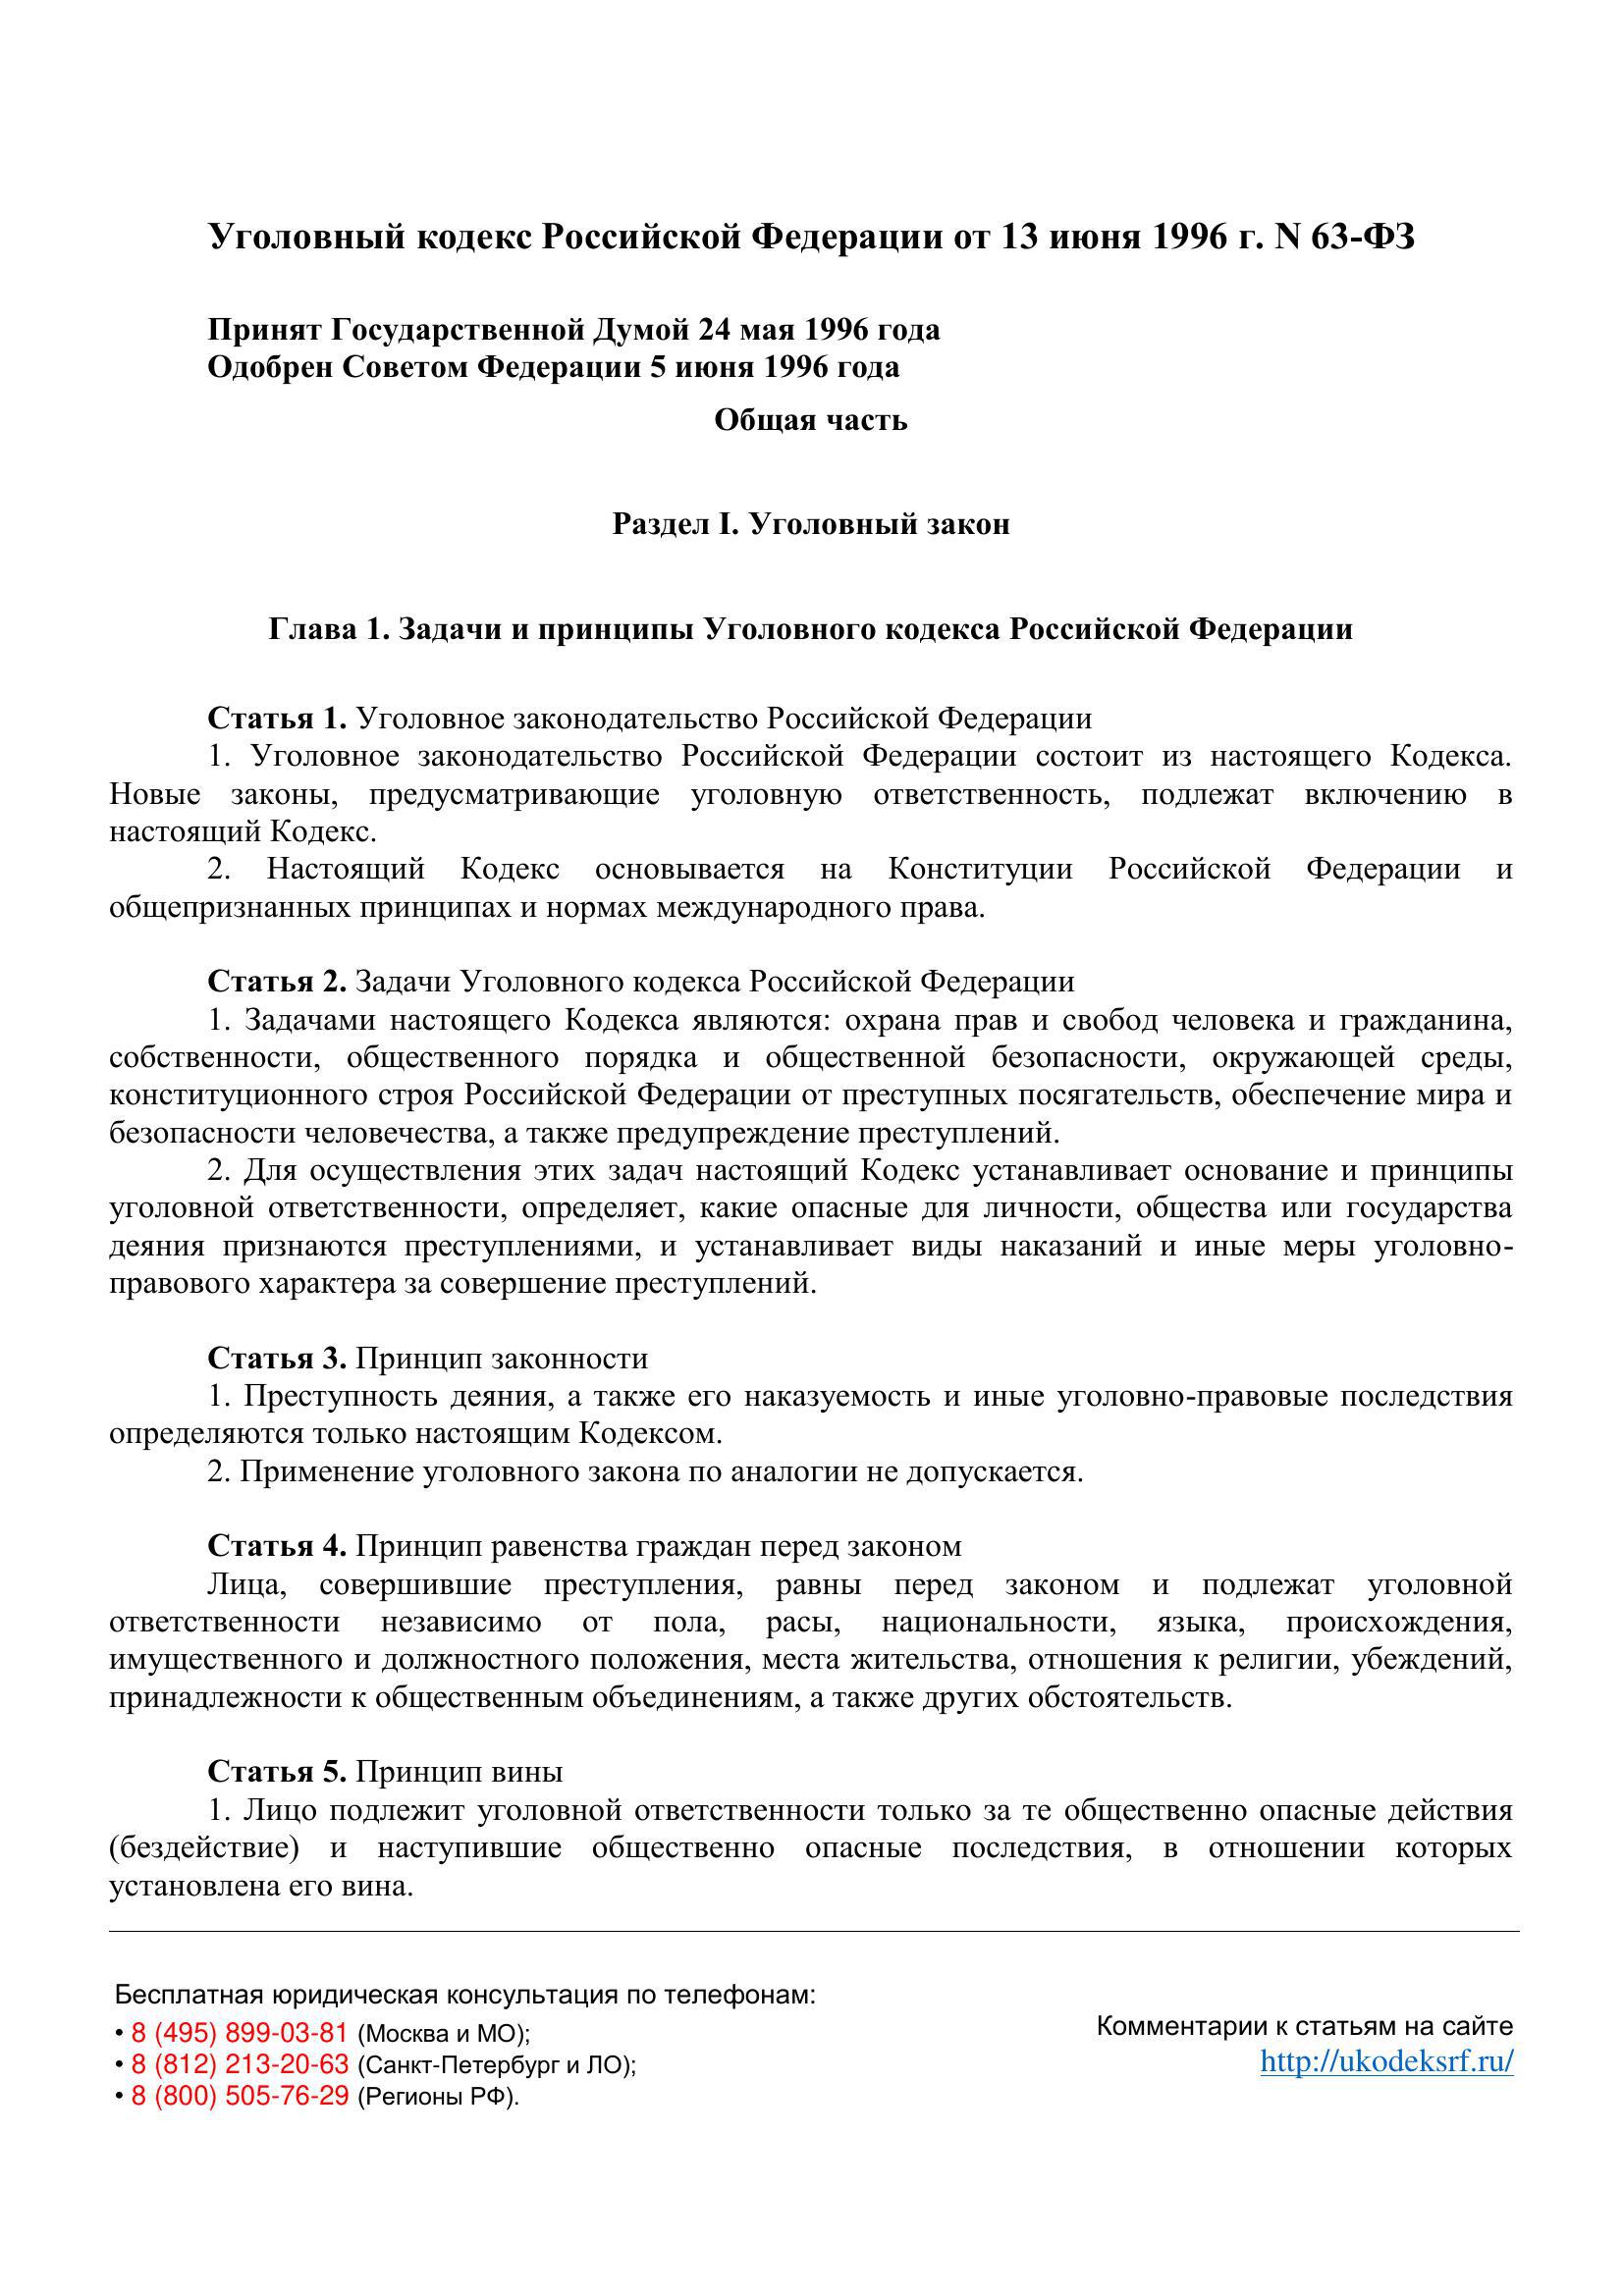 Уголовный кодекс Российской Федерации от 13 июня 1996 г. N 63-ФЗ
Принят Государственной Думой 24 мая 1996 года
Одобрен Советом Федерации 5 июня 1996 года
Общая часть
Раздел I. Уголовный закон
Глава 1. Задачи и принципы Уголовного кодекса Российской Федерации
Статья 1. Уголовное законодательство Российской Федерации
1. Уголовное законодательство Российской Федерации состоит из настоящего Кодекса.
Новые законы, предусматривающие уголовную ответственность, подлежат включению в
настоящий Кодекс.
2. Настоящий Кодекс основывается на Конституции Российской Федерации и
общепризнанных принципах и нормах международного права.
Статья 2. Задачи Уголовного кодекса Российской Федерации
1. Задачами настоящего Кодекса являются: охрана прав и свобод человека и гражданина,
собственности, общественного порядка и общественной безопасности, окружающей среды,
конституционного строя Российской Федерации от преступных посягательств, обеспечение мира и
безопасности человечества, а также предупреждение преступлений.
2. Для осуществления этих задач настоящий Кодекс устанавливает основание и принципы
уголовной ответственности, определяет, какие опасные для личности, общества или государства
деяния признаются преступлениями, и устанавливает виды наказаний и иные меры уголовно-
правового характера за совершение преступлений.
Статья 3. Принцип законности
1. Преступность деяния, а также его наказуемость и иные уголовно-правовые последствия
определяются только настоящим Кодексом.
2. Применение уголовного закона по аналогии не допускается.
Статья 4. Принцип равенства граждан перед законом
Лица, совершившие преступления, равны перед законом и подлежат уголовной
ответственности независимо от пола, расы, национальности, языка, происхождения,
имущественного и должностного положения, места жительства, отношения к религии, убеждений,
принадлежности к общественным объединениям, а также других обстоятельств.
Статья 5. Принцип вины
1. Лицо подлежит уголовной ответственности только за те общественно опасные действия
(бездействие) и наступившие общественно опасные последствия, в отношении которых
установлена его вина.
Бесплатная юридическая консультация по телефонам:
• 8 (495) 899-03-81 (Москва и МО);
• 8 (812) 213-20-63 (Санкт-Петербург и ЛО);
• 8 (800) 505-76-29 (Регионы РФ).
Комментарии к статьям на сайте
http://ukodeksrf.ru/